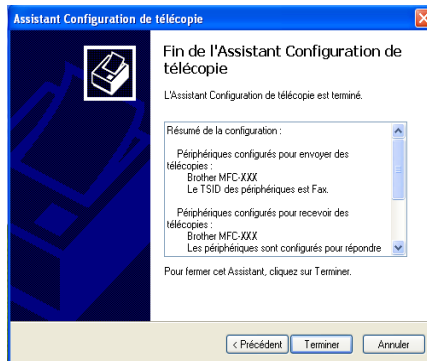 Assistant Configuration de télécopie
Fin de l'Assistant Configuration de
télécopie
L'Assistant Configuration de télécopie est terminé.
Résumé de la configuration :
Périphériques configurés pour envoyer des
télécopies :
Brother MFC-XXX
Le TSID des périphériques est Fax.
Périphériques configurés pour recevoir des
télécopies :
Brother MFC-XXX
Les périphériques sont configurés pour répondre
Pour fermer cet Assistant, cliquez sur Terminer.
< Précédent Terminer Annuler